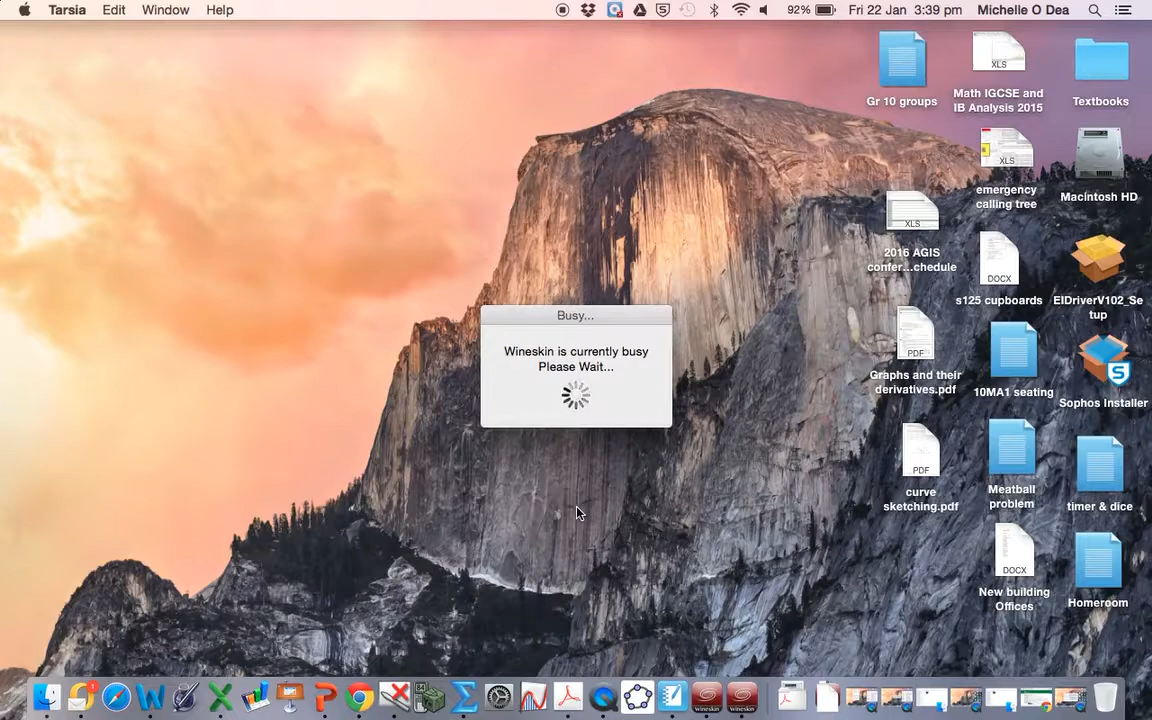 Tarsia Edit Window Help 92% Fri 22 Jan 3:39 pm Michelle O Dea
Gr 10 groups
XLS
Math IGCSE and
IB Analysis 2015
Textbooks
XLS
emergency
calling tree
Macintosh HD
XLS
2016 AGIS
confer...chedule
DOCX
s125 cupboards
EIDriverV102_Se
tup
PDF
Graphs and their
derivatives.pdf
10MA1 seating
S
Sophos Installer
Busy...
Wineskin is currently busy
Please Wait...
PDF
curve
sketching.pdf
Meatball
problem
timer & dice
DOCX
New building
Offices
Homeroom